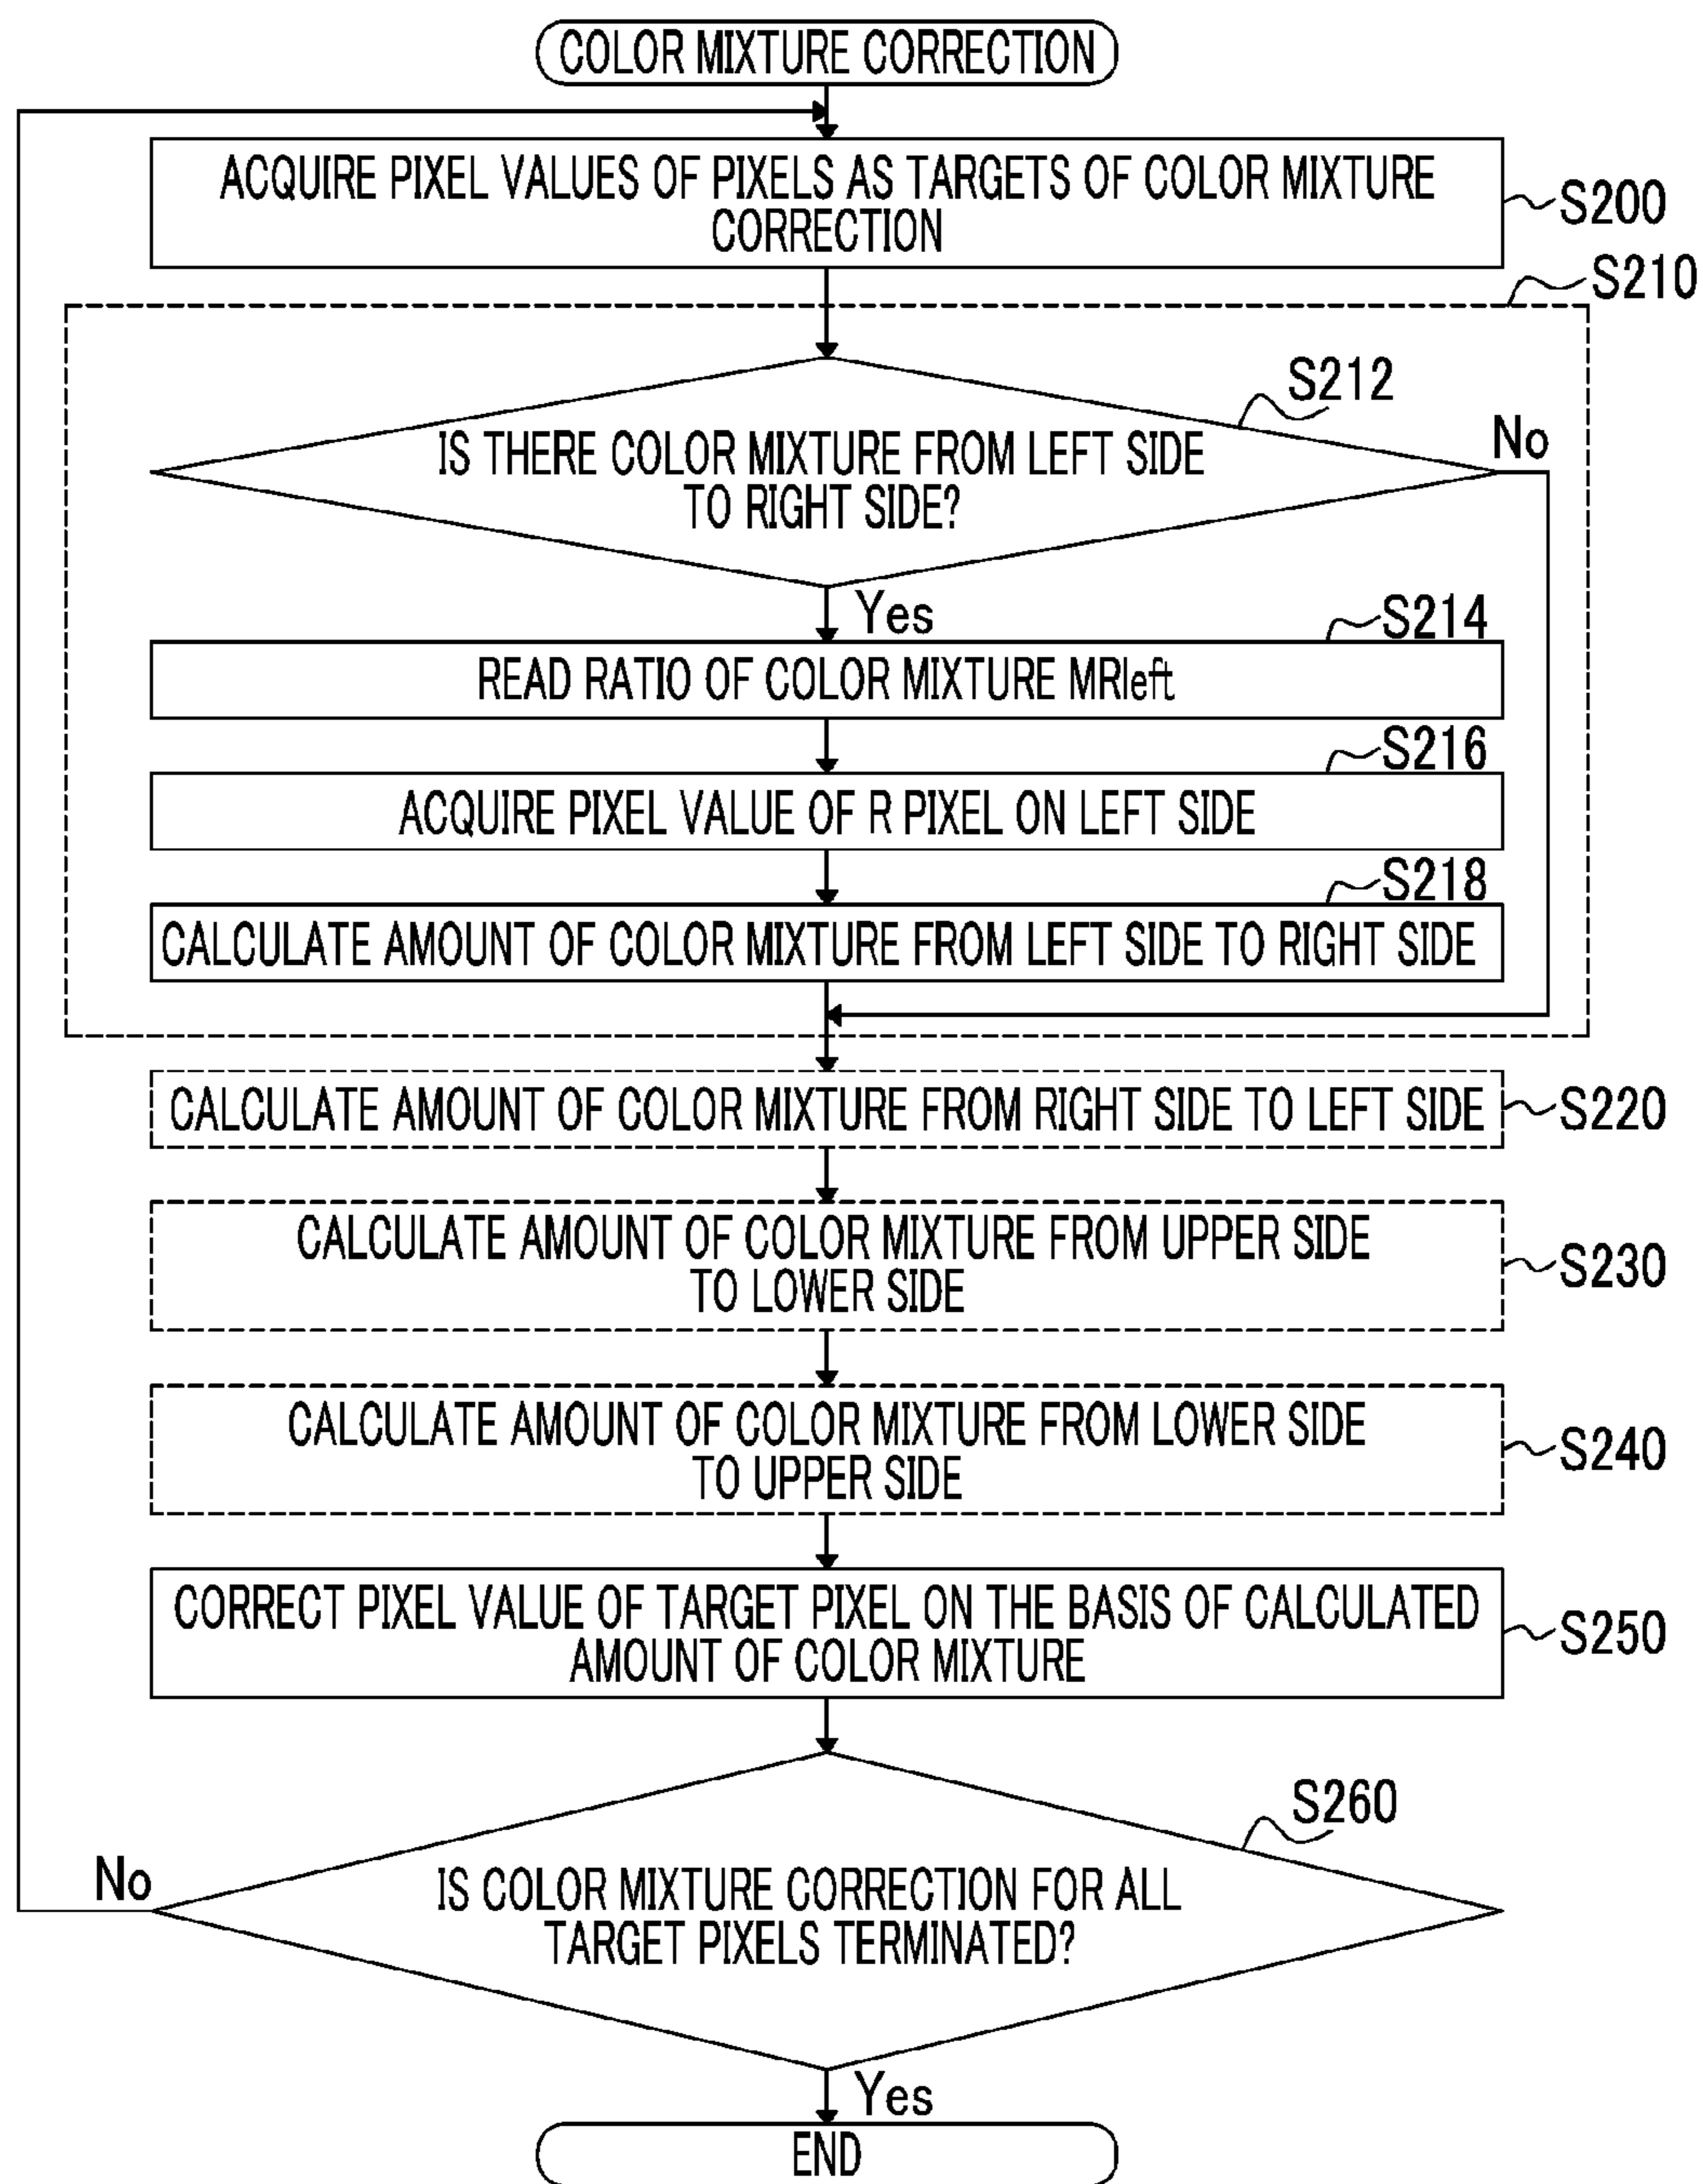 COLOR MIXTURE CORRECTION
ACQUIRE PIXEL VALUES OF PIXELS AS TARGETS OF COLOR MIXTURE
CORRECTION
S200
S210
S212
IS THERE COLOR MIXTURE FROM LEFT SIDE
TO RIGHT SIDE?
No
Yes
S214
READ RATIO OF COLOR MIXTURE MRleft
S216
ACQUIRE PIXEL VALUE OF R PIXEL ON LEFT SIDE
S218
CALCULATE AMOUNT OF COLOR MIXTURE FROM LEFT SIDE TO RIGHT SIDE
CALCULATE AMOUNT OF COLOR MIXTURE FROM RIGHT SIDE TO LEFT SIDE
S220
CALCULATE AMOUNT OF COLOR MIXTURE FROM UPPER SIDE
TO LOWER SIDE
S230
CALCULATE AMOUNT OF COLOR MIXTURE FROM LOWER SIDE
TO UPPER SIDE
S240
CORRECT PIXEL VALUE OF TARGET PIXEL ON THE BASIS OF CALCULATED
AMOUNT OF COLOR MIXTURE
S250
S260
No
IS COLOR MIXTURE CORRECTION FOR ALL
TARGET PIXELS TERMINATED?
Yes
END